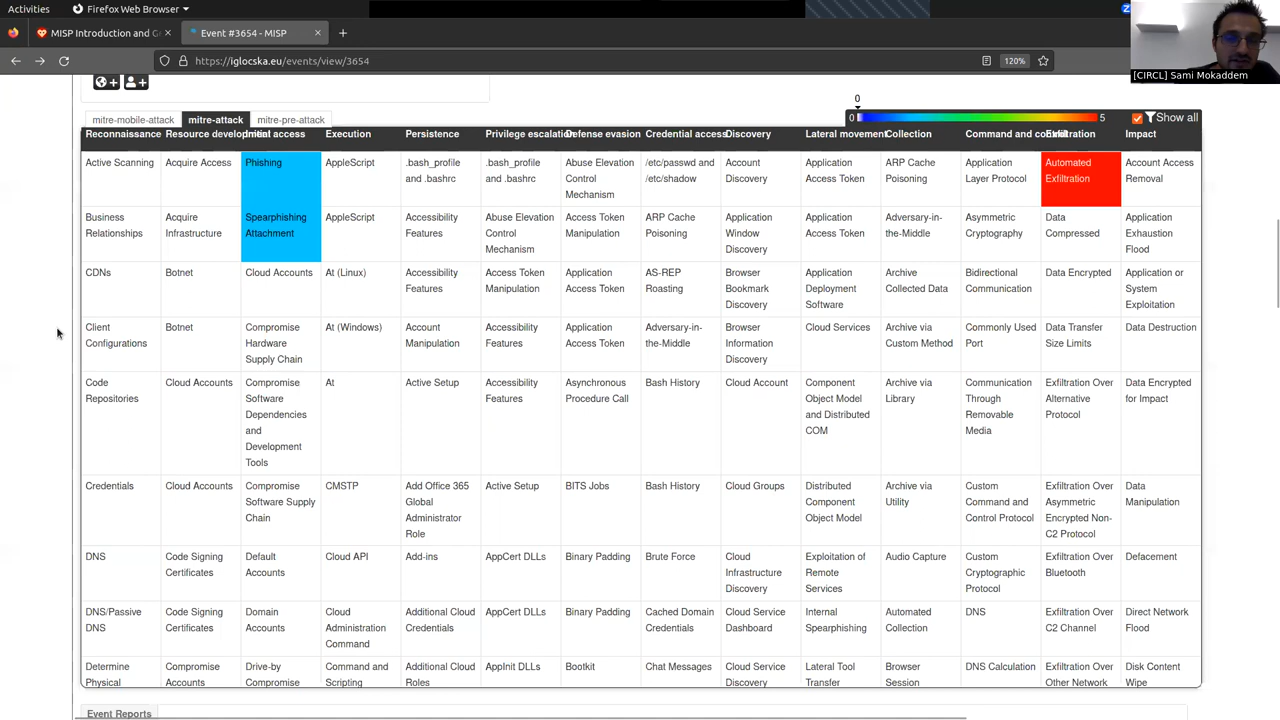 Activities
Firefox Web Browser
MISP Introduction and G
Event #3654 - MISP
https://iglocska.eu/events/view/3654
120%
[CIRCL] Sami Mokaddem
mitre-mobile-attack
mitre-attack
mitre-pre-attack
0
0
5
Show all
Reconnaissance
Resource development
Initial access
Execution
Persistence
Privilege escalation
Defense evasion
Credential access
Discovery
Lateral movement
Collection
Command and control
Exfiltration
Impact
Active Scanning
Acquire Access
Phishing
AppleScript
.bash_profile
and .bashrc
.bash_profile
and .bashrc
Abuse Elevation
Control
Mechanism
/etc/passwd and
/etc/shadow
Account
Discovery
Application
Access Token
ARP Cache
Poisoning
Application
Layer Protocol
Automated
Exfiltration
Account Access
Removal
Business
Relationships
Acquire
Infrastructure
Spearphishing
Attachment
AppleScript
Accessibility
Features
Abuse Elevation
Control
Mechanism
Access Token
Manipulation
ARP Cache
Poisoning
Application
Window
Discovery
Application
Access Token
Adversary-in-
the-Middle
Asymmetric
Cryptography
Data
Compressed
Application
Exhaustion
Flood
CDNs
Botnet
Cloud Accounts
At (Linux)
Accessibility
Features
Access Token
Manipulation
Application
Access Token
AS-REP
Roasting
Browser
Bookmark
Discovery
Application
Deployment
Software
Archive
Collected Data
Bidirectional
Communication
Data Encrypted
Application or
System
Exploitation
Client
Configurations
Botnet
Compromise
Hardware
Supply Chain
At (Windows)
Account
Manipulation
Accessibility
Features
Application
Access Token
Adversary-in-
the-Middle
Browser
Information
Discovery
Cloud Services
Archive via
Custom Method
Commonly Used
Port
Data Transfer
Size Limits
Data Destruction
Code
Repositories
Cloud Accounts
Compromise
Software
Dependencies
and
Development
Tools
At
Active Setup
Accessibility
Features
Asynchronous
Procedure Call
Bash History
Cloud Account
Component
Object Model
and Distributed
COM
Archive via
Library
Communication
Through
Removable
Media
Exfiltration Over
Alternative
Protocol
Data Encrypted
for Impact
Credentials
Cloud Accounts
Compromise
Software Supply
Chain
CMSTP
Add Office 365
Global
Administrator
Role
Active Setup
BITS Jobs
Bash History
Cloud Groups
Distributed
Component
Object Model
Archive via
Utility
Custom
Command and
Control Protocol
Exfiltration Over
Asymmetric
Encrypted Non-
C2 Protocol
Data
Manipulation
DNS
Code Signing
Certificates
Default
Accounts
Cloud API
Add-ins
AppCert DLLs
Binary Padding
Brute Force
Cloud
Infrastructure
Discovery
Exploitation of
Remote
Services
Audio Capture
Custom
Cryptographic
Protocol
Exfiltration Over
Bluetooth
Defacement
DNS/Passive
DNS
Code Signing
Certificates
Domain
Accounts
Cloud
Administration
Command
Additional Cloud
Credentials
AppCert DLLs
Binary Padding
Cached Domain
Credentials
Cloud Service
Dashboard
Internal
Spearphishing
Automated
Collection
DNS
Exfiltration Over
C2 Channel
Direct Network
Flood
Determine
Physical
Compromise
Accounts
Drive-by
Compromise
Command and
Scripting
Additional Cloud
Roles
AppInit DLLs
Bootkit
Chat Messages
Cloud Service
Discovery
Lateral Tool
Transfer
Browser
Session
DNS Calculation
Exfiltration Over
Other Network
Disk Content
Wipe
Event Reports